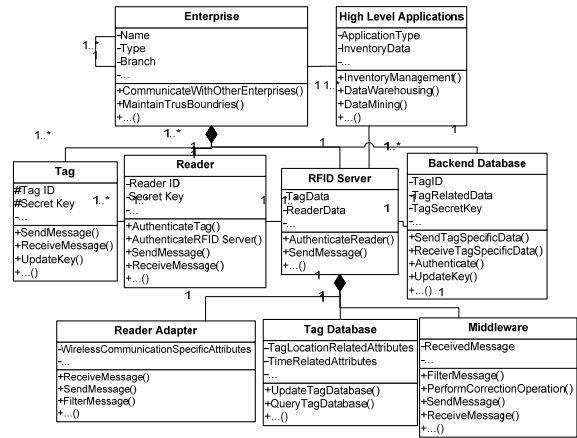 Enterprise
-Name
-Type
-Branch
-...
+CommunicateWithOtherEnterprises()
+MaintainTrusBoundries()
+...()
High Level Applications
-ApplicationType
-InventoryData
-...
+InventoryManagement()
+DataWarehousing()
+DataMining()
+...()
1..*
1
1
1..*
1..*
1..*
1
1
1
1..*
Tag
#Tag ID
#Secret Key
-...
+SendMessage()
+ReceiveMessage()
+UpdateKey()
+...()
Reader
-Reader ID
-Secret Key
-...
+AuthenticateTag()
+AuthenticateRFID Server()
+SendMessage()
+ReceiveMessage()
+...()
RFID Server
-TagData
-ReaderData
-...
+AuthenticateReader()
+SendMessage()
+...()
Backend Database
-TagID
-TagRelatedData
-TagSecretKey
-...
+SendTagSpecificData()
+ReceiveTagSpecificData()
+Authenticate()
+UpdateKey()
+...()
1..*
1..*
1
1..*
1
1
1
1
1
Reader Adapter
-WirelessCommunicationSpecificAttributes
-...
+ReceiveMessage()
+SendMessage()
+FilterMessage()
+...()
Tag Database
-TagLocationRelatedAttributes
-TimeRelatedAttributes
-...
+UpdateTagDatabase()
+QueryTagDatabase()
+...()
Middleware
-ReceivedMessage
-...
+FilterMessage()
+PerformCorrectionOperation()
+SendMessage()
+ReceiveMessage()
+...()